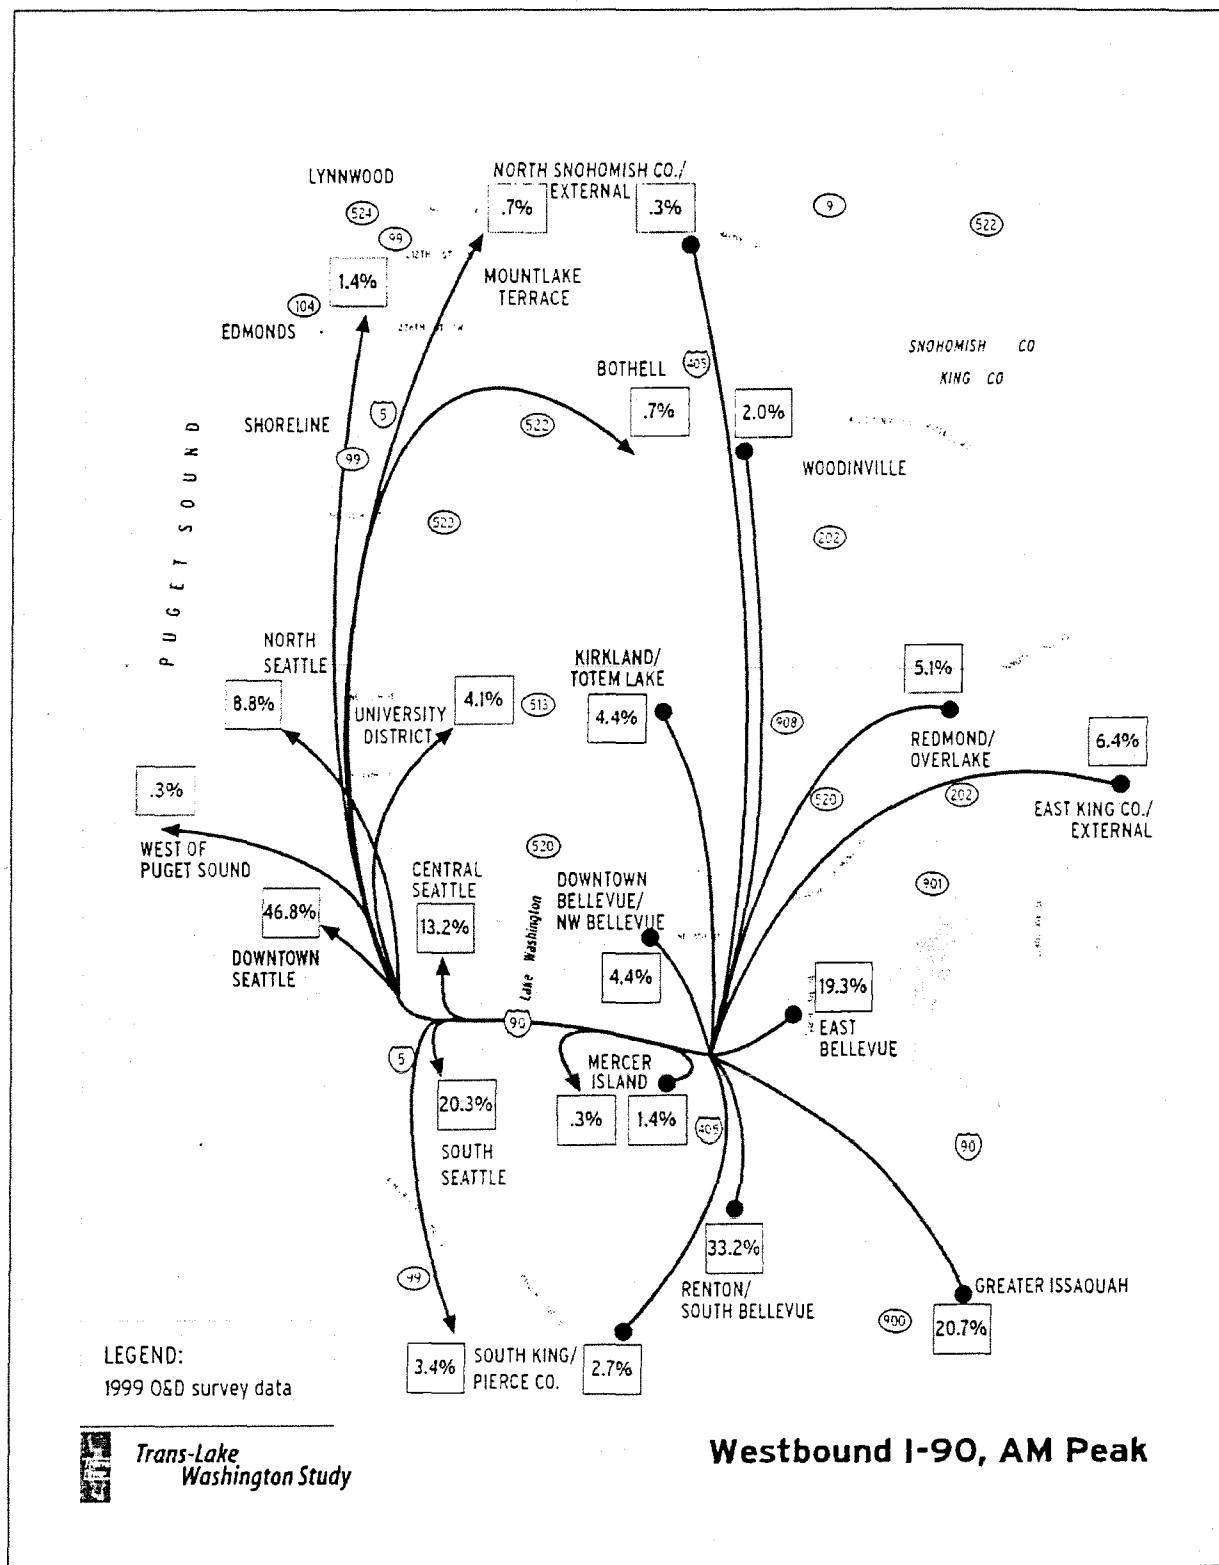 LYNNWOOD
524
99
212TH ST
NORTH SNOHOMISH CO./
EXTERNAL
.7%
.3%
9
522
1.4%
104
EDMONDS
MOUNTLAKE
TERRACE
SNOHOMISH CO
KING CO
BOTHELL
405
.7%
2.0%
5
SHORELINE
99
522
WOODINVILLE
PUGET SOUND
202
NORTH
SEATTLE
8.8%
UNIVERSITY
DISTRICT
4.1%
513
KIRKLAND/
TOTEM LAKE
4.4%
908
5.1%
REDMOND/
OVERLAKE
6.4%
EAST KING CO./
EXTERNAL
520
202
.3%
WEST OF
PUGET SOUND
46.8%
DOWNTOWN
SEATTLE
CENTRAL
SEATTLE
13.2%
520
Lake Washington
DOWNTOWN
BELLEVUE/
NW BELLEVUE
4.4%
901
19.3%
EAST
BELLEVUE
90
5
20.3%
SOUTH
SEATTLE
MERCER
ISLAND
.3%
1.4%
405
90
33.2%
RENTON/
SOUTH BELLEVUE
GREATER ISSAQUAH
20.7%
900
99
3.4%
SOUTH KING/
PIERCE CO.
2.7%
LEGEND:
1999 O&D survey data
Trans-Lake
Washington Study
Westbound I-90, AM Peak